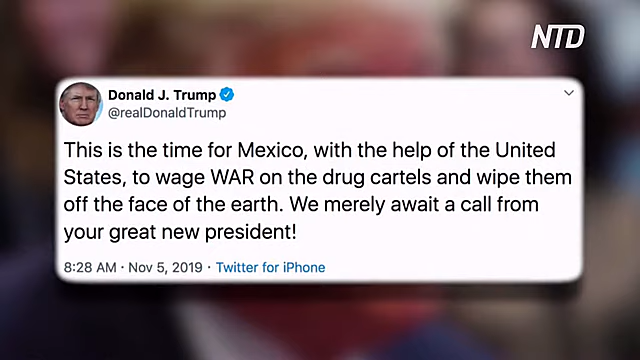 NTD
Donald J. Trump
@realDonaldTrump
This is the time for Mexico, with the help of the United
States, to wage WAR on the drug cartels and wipe them
off the face of the earth. We merely await a call from
your great new president!
8:28 AM · Nov 5, 2019 · Twitter for iPhone